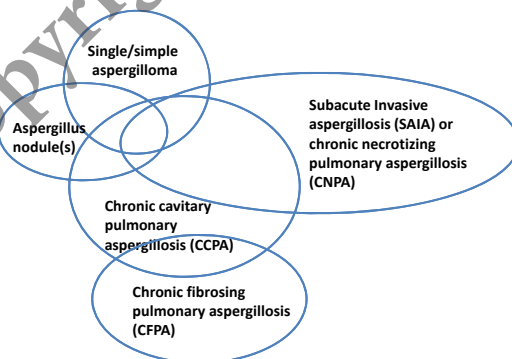 Single/simple
aspergilloma
Aspergillus
nodule(s)
Subacute Invasive
aspergillosis (SAIA) or
chronic necrotizing
pulmonary aspergillosis
(CNPA)
Chronic cavitary
pulmonary
aspergillosis (CCPA)
Chronic fibrosing
pulmonary aspergillosis
(CFPA)